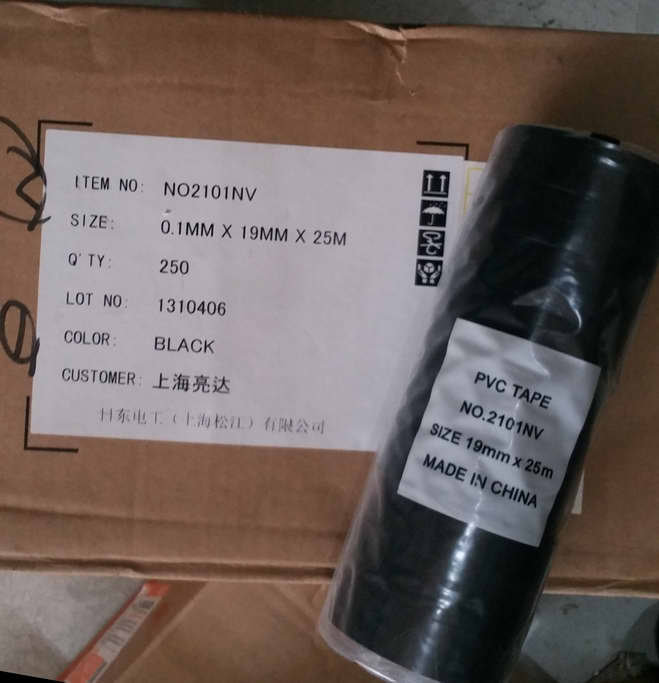 ITEM NO: NO2101NV
SIZE: 0.1MM X 19MM X 25M
Q'TY: 250
LOT NO: 1310406
COLOR: BLACK
CUSTOMER: 上海亮达
日东电工（上海松江）有限公司
PVC TAPE
NO.2101NV
SIZE 19mm x 25m
MADE IN CHINA